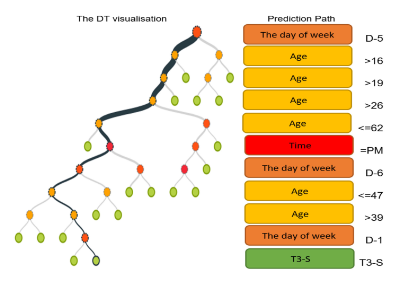 The DT visualisation
Prediction Path
The day of week D-5
Age >16
Age >19
Age >26
Age <=62
Time =PM
The day of week D-6
Age <=47
Age >39
The day of week D-1
T3-S T3-S